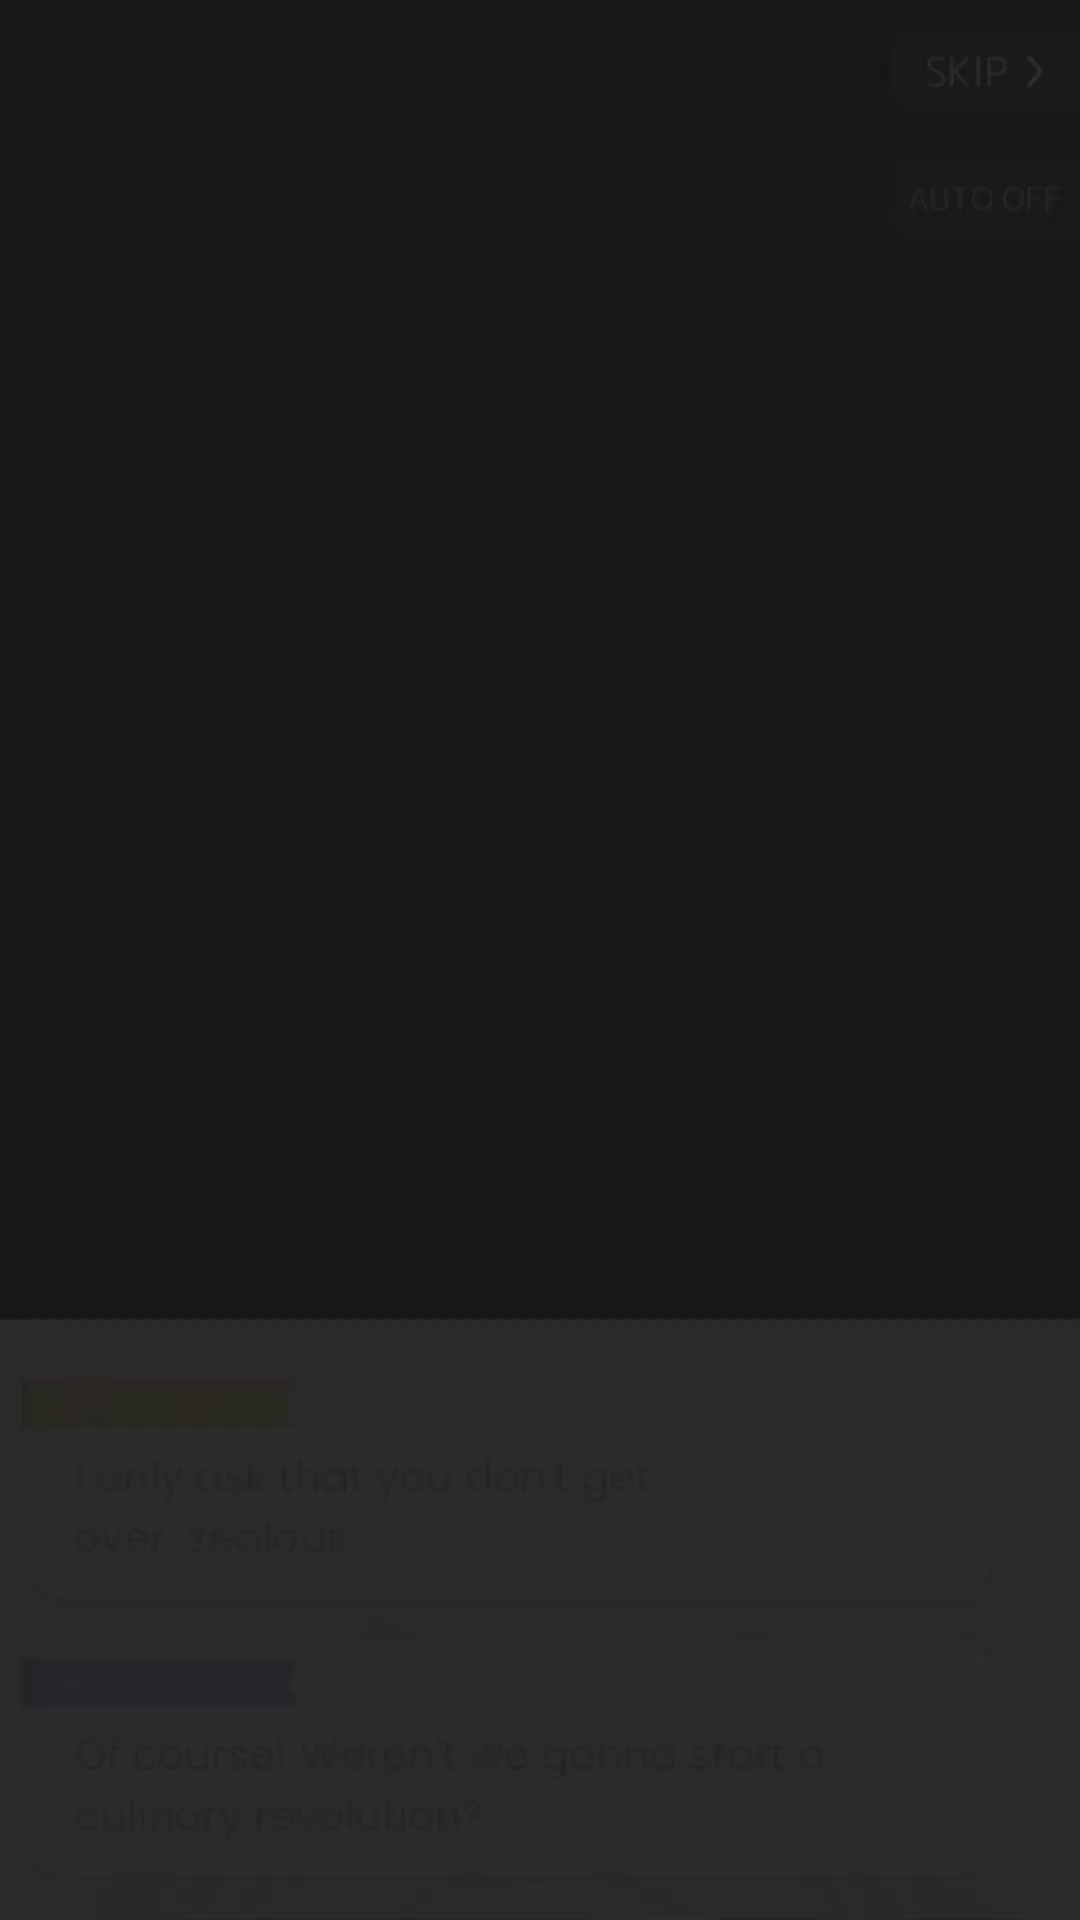 SKIP
AUTO OFF
I only ask that you don't get
over-zealous...
Of course! Weren't we gonna start a
culinary revolution?